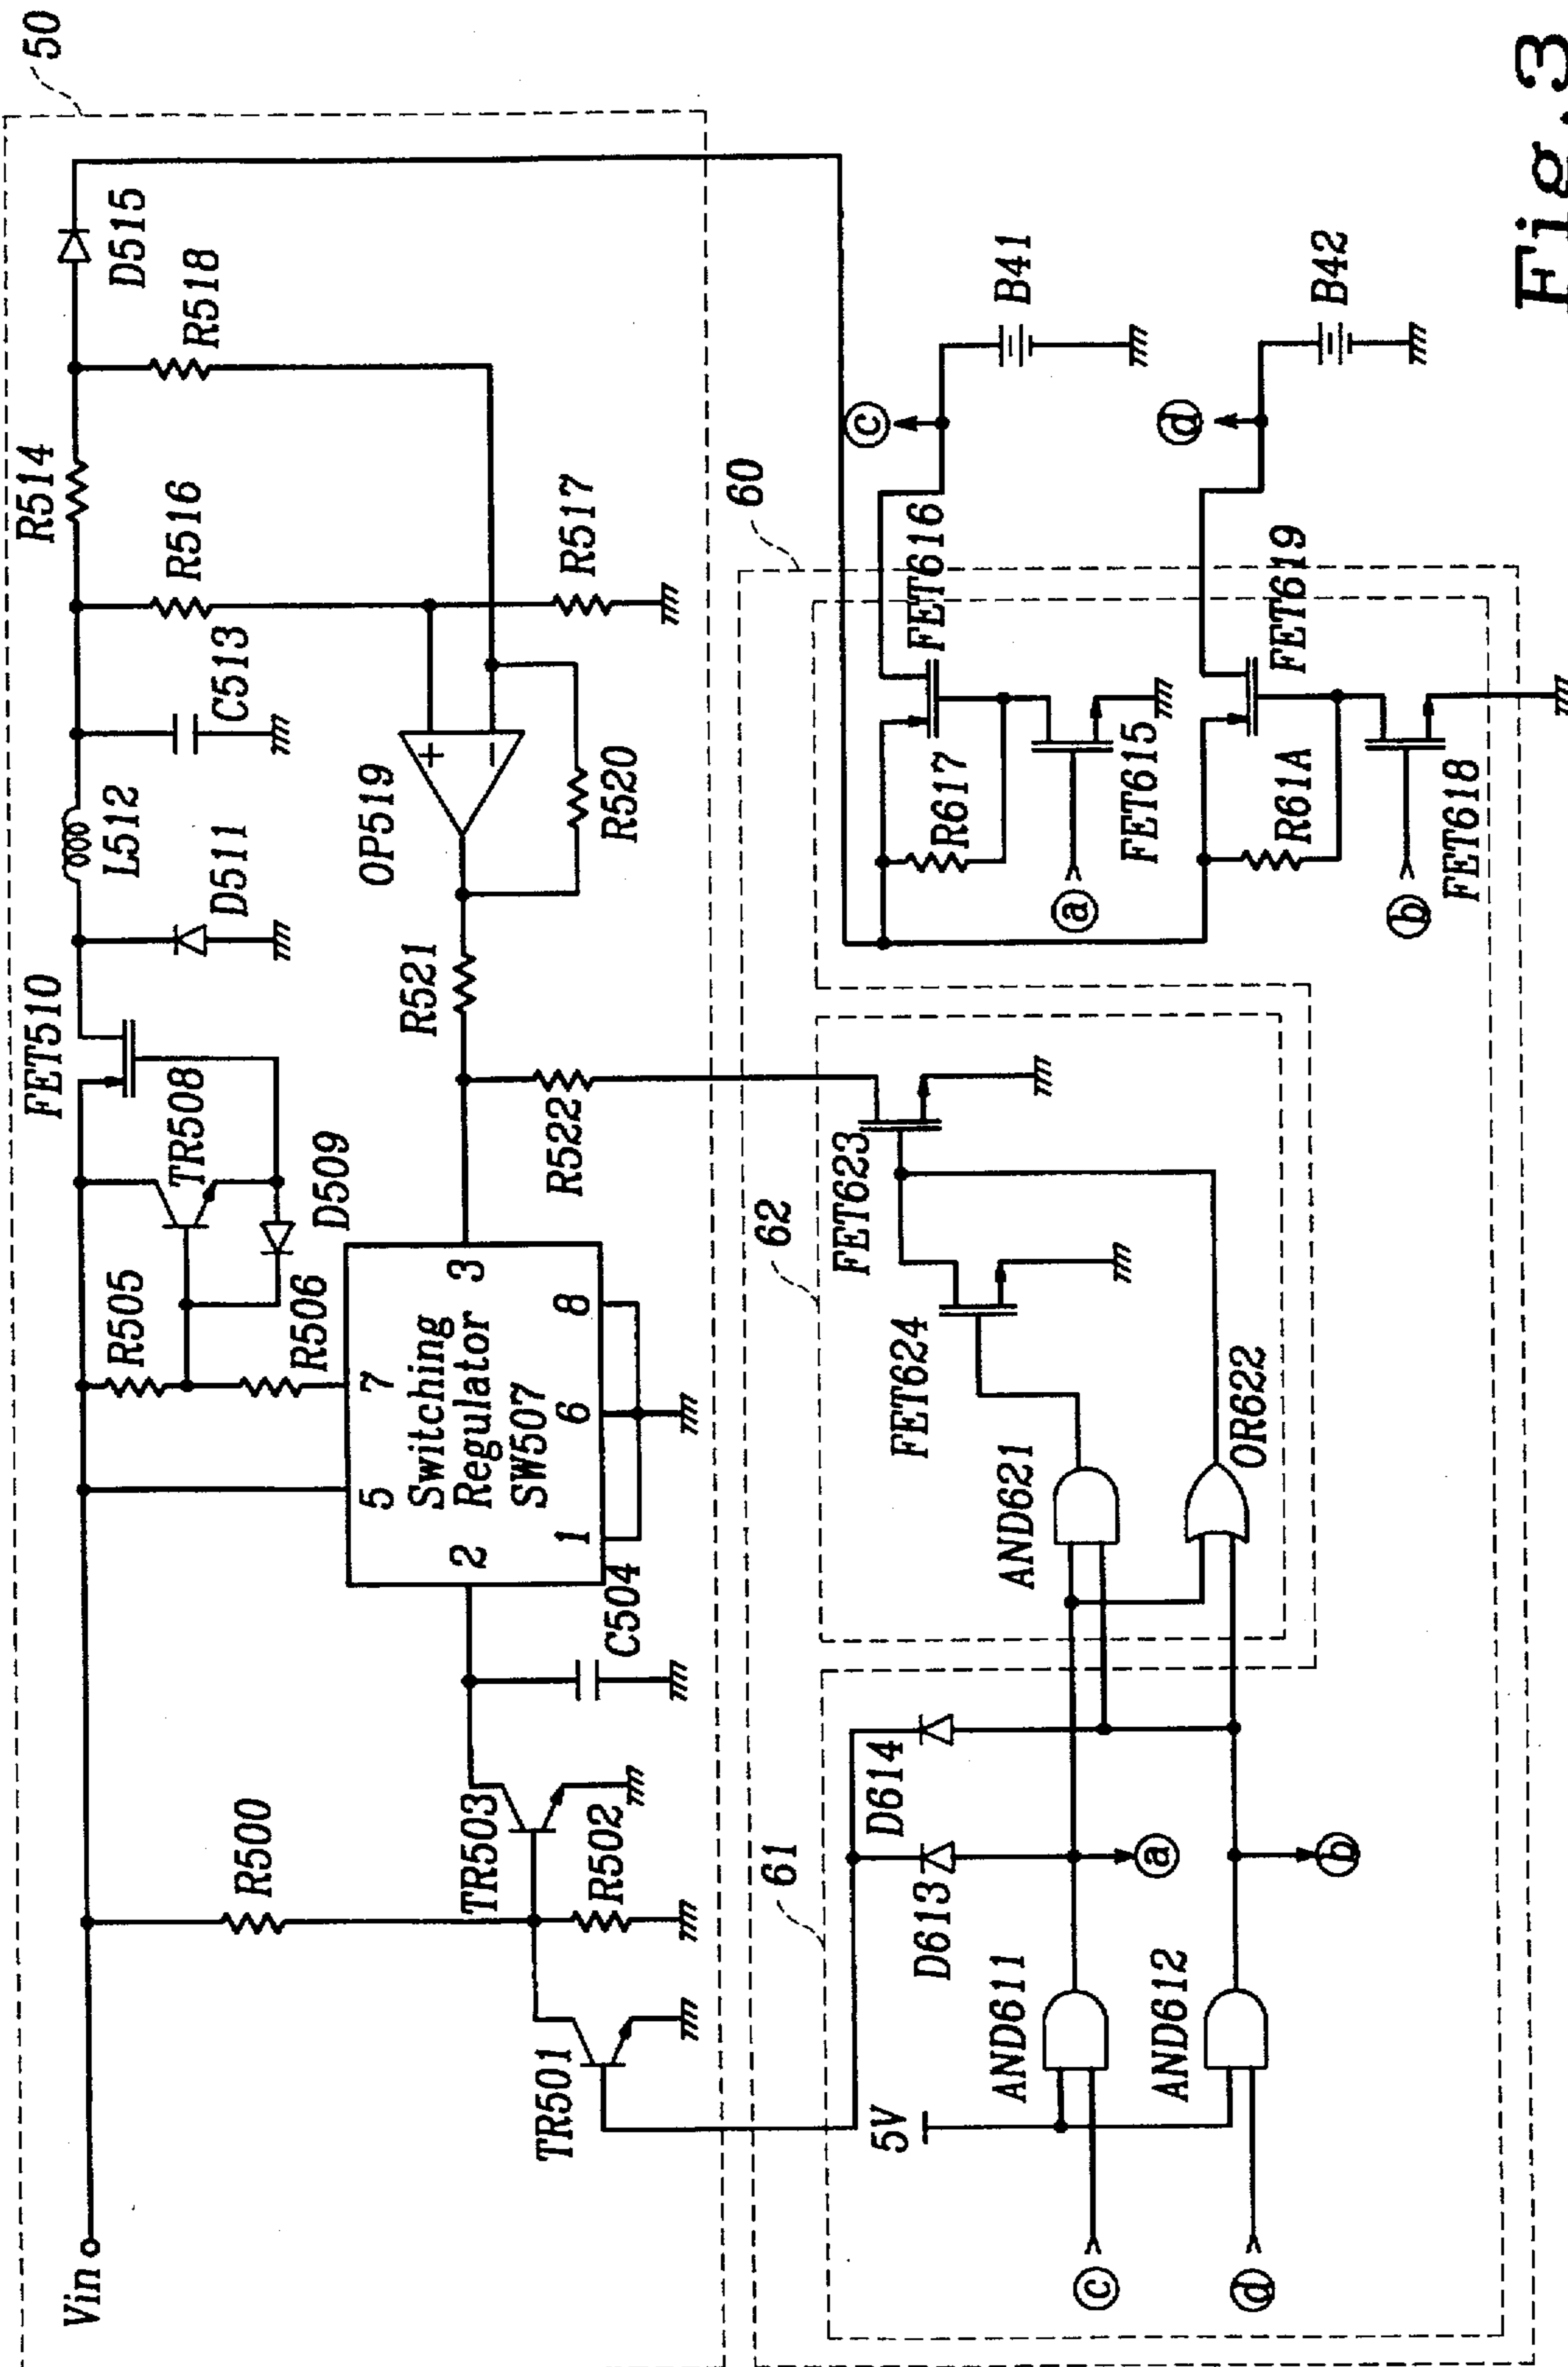 50
Vin
R500
TR501
R502
TR503
C504
R505
R506
TR508
D509
FET510
D511
L512
C513
R514
D515
R516
R517
R518
OP519
R520
R521
R522
2
5
7
3
1
6
8
Switching
Regulator
SW507
60
61
62
5V
c
d
AND611
AND612
D613
D614
a
b
AND621
OR622
FET624
FET623
a
b
R617
FET615
FET616
R61A
FET618
FET619
c
d
B41
B42
Fig.3